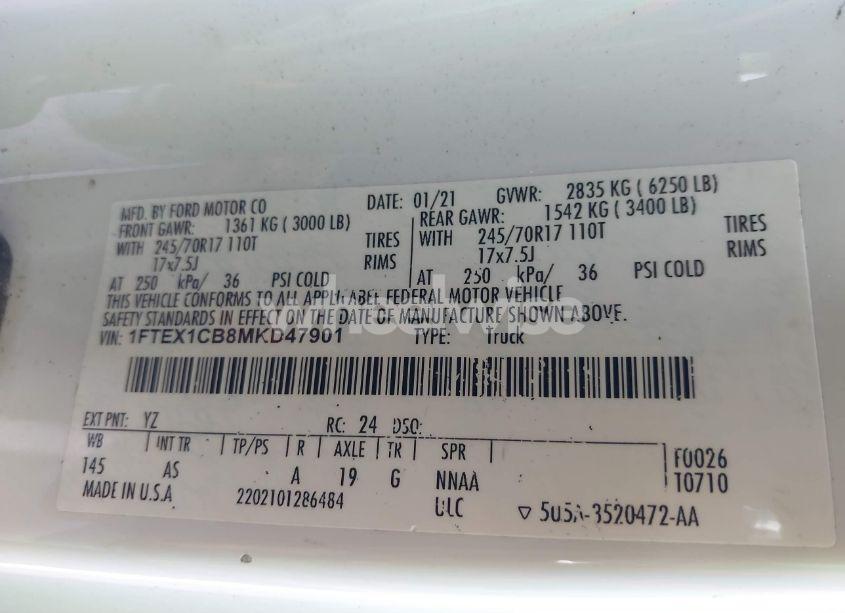 MFD. BY FORD MOTOR CO DATE: 01/21 GVWR: 2835 KG ( 6250 LB)
FRONT GAWR: 1361 KG ( 3000 LB) REAR GAWR: 1542 KG ( 3400 LB)
WITH 245/70R17 110T TIRES WITH 245/70R17 110T TIRES
17x7.5J RIMS 17x7.5J RIMS
AT 250 kPa/ 36 PSI COLD AT 250 kPa/ 36 PSI COLD
THIS VEHICLE CONFORMS TO ALL APPLICABLE FEDERAL MOTOR VEHICLE
SAFETY STANDARDS IN EFFECT ON THE DATE OF MANUFACTURE SHOWN ABOVE.
VIN: 1FTEX1CB8MKD47901 TYPE: Truck
EXT PNT: YZ RC: 24 DSO:
WB INT TR TP/PS R AXLE TR SPR F0026
145 AS A 19 G NNAA T0710
MADE IN U.S.A 2202101286484 ULC ▽ 5U5A-3520472-AA
wheelwise